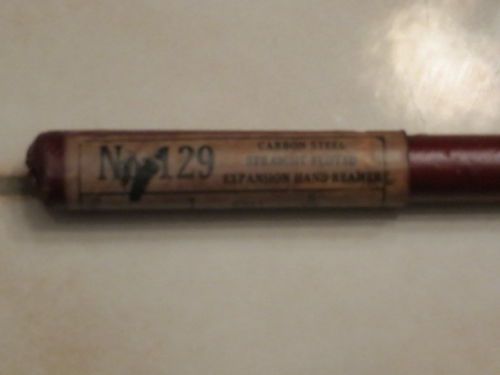 No. 129
CARBON STEEL
STRAIGHT FLUTED
EXPANSION HAND REAMER